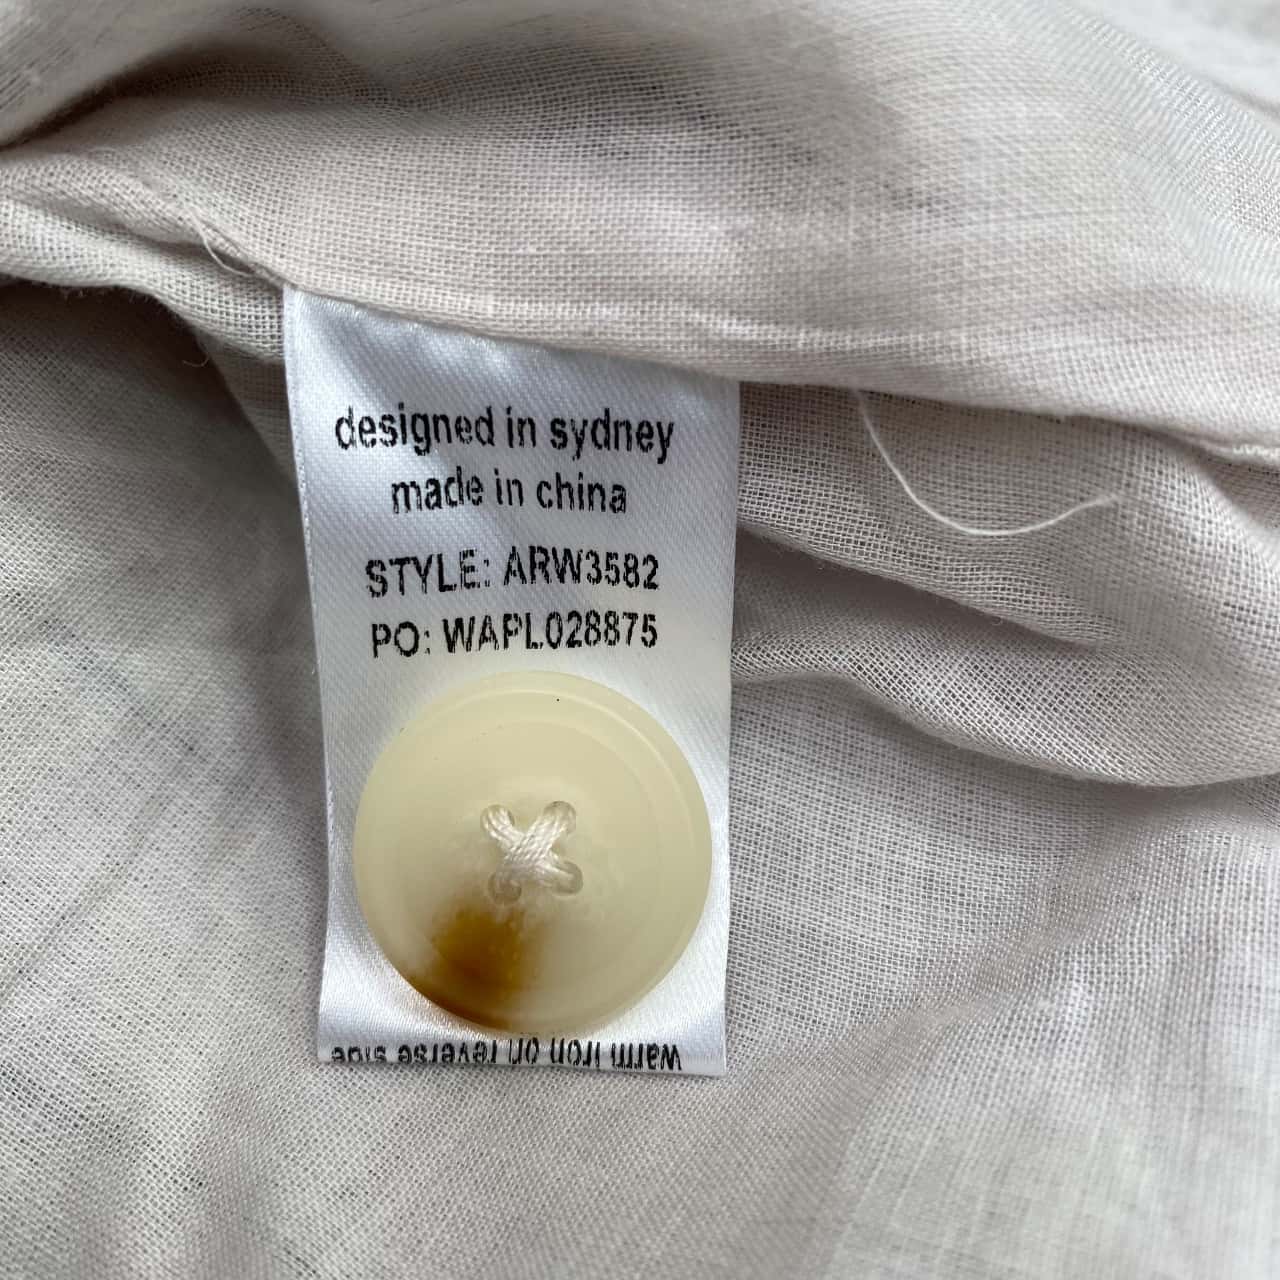 designed in sydney
made in china
STYLE: ARW3582
PO: WAPL028875
warm iron on reverse side